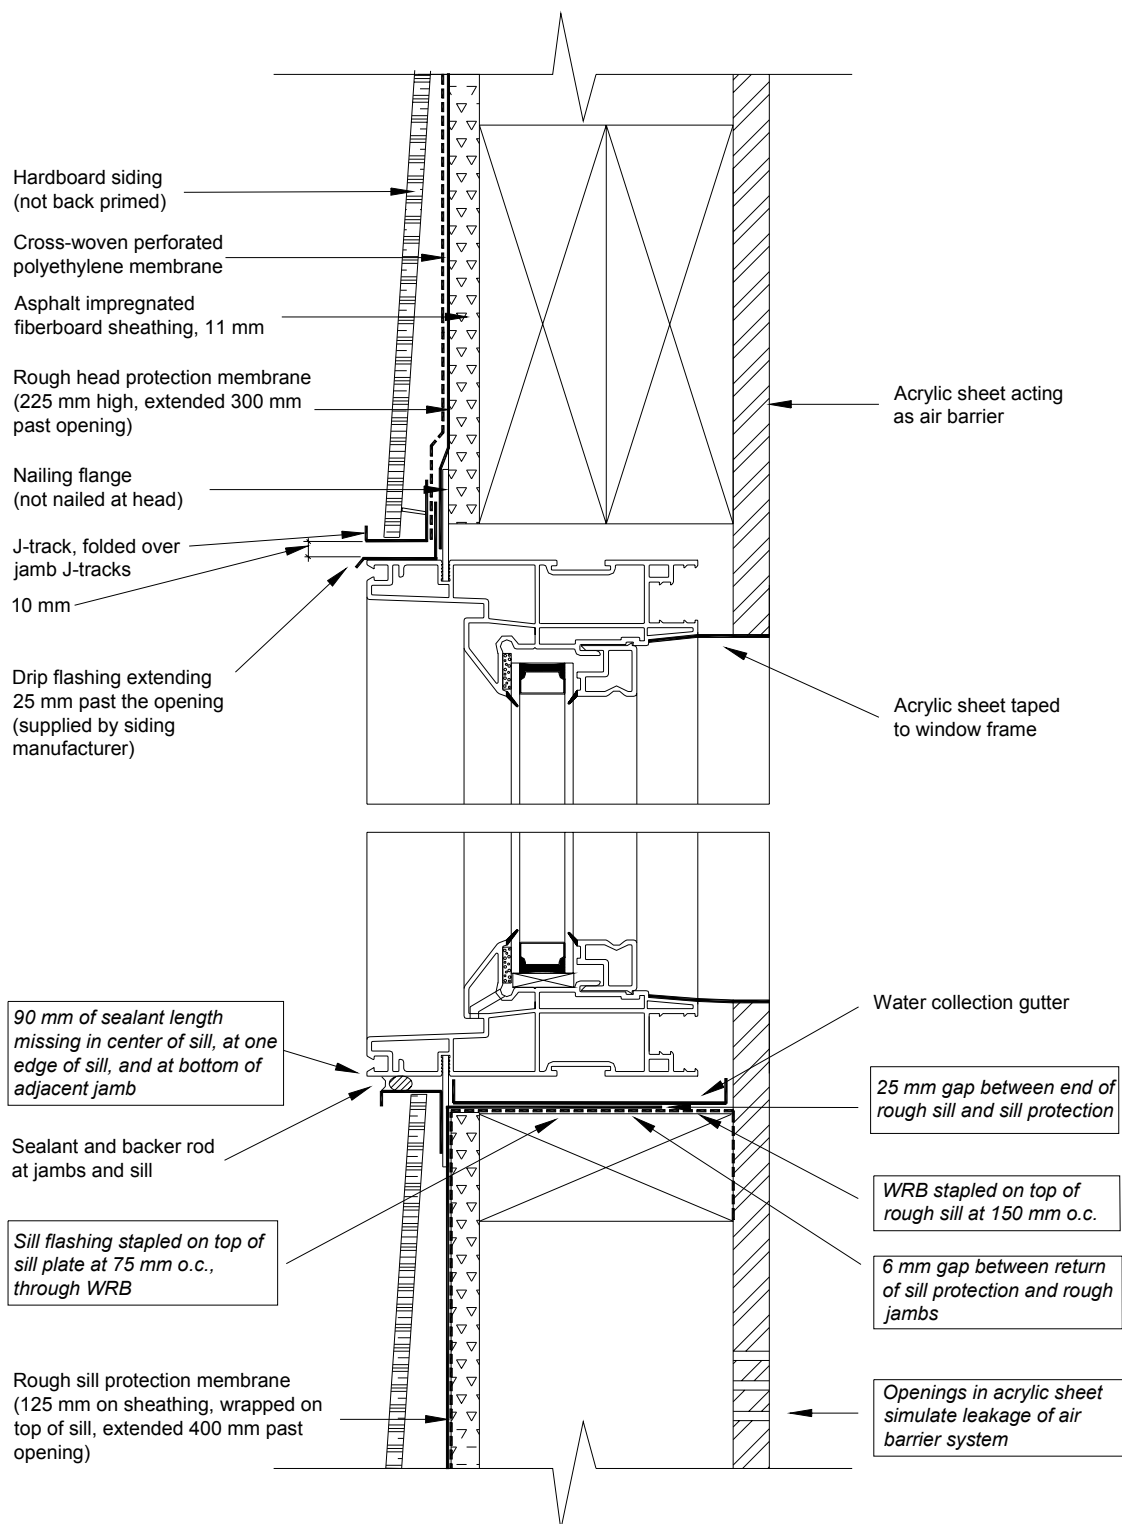 Hardboard siding
(not back primed)
Cross-woven perforated
polyethylene membrane
Asphalt impregnated
fiberboard sheathing, 11 mm
Rough head protection membrane
(225 mm high, extended 300 mm
past opening)
Nailing flange
(not nailed at head)
J-track, folded over
jamb J-tracks
10 mm
Drip flashing extending
25 mm past the opening
(supplied by siding
manufacturer)
Acrylic sheet acting
as air barrier
Acrylic sheet taped
to window frame
90 mm of sealant length
missing in center of sill, at one
edge of sill, and at bottom of
adjacent jamb
Sealant and backer rod
at jambs and sill
Sill flashing stapled on top of
sill plate at 75 mm o.c.,
through WRB
Rough sill protection membrane
(125 mm on sheathing, wrapped on
top of sill, extended 400 mm past
opening)
Water collection gutter
25 mm gap between end of
rough sill and sill protection
WRB stapled on top of
rough sill at 150 mm o.c.
6 mm gap between return
of sill protection and rough
jambs
Openings in acrylic sheet
simulate leakage of air
barrier system